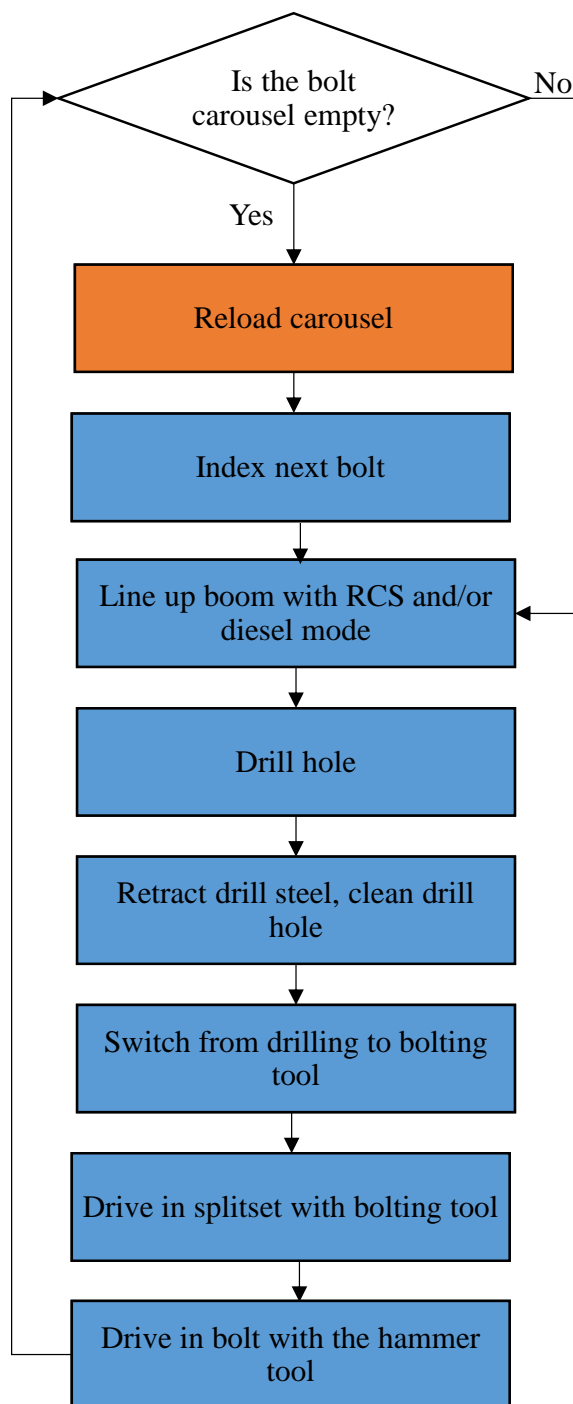 Is the bolt
carousel empty?
No
Yes
Reload carousel
Index next bolt
Line up boom with RCS and/or
diesel mode
Drill hole
Retract drill steel, clean drill
hole
Switch from drilling to bolting
tool
Drive in splitset with bolting tool
Drive in bolt with the hammer
tool